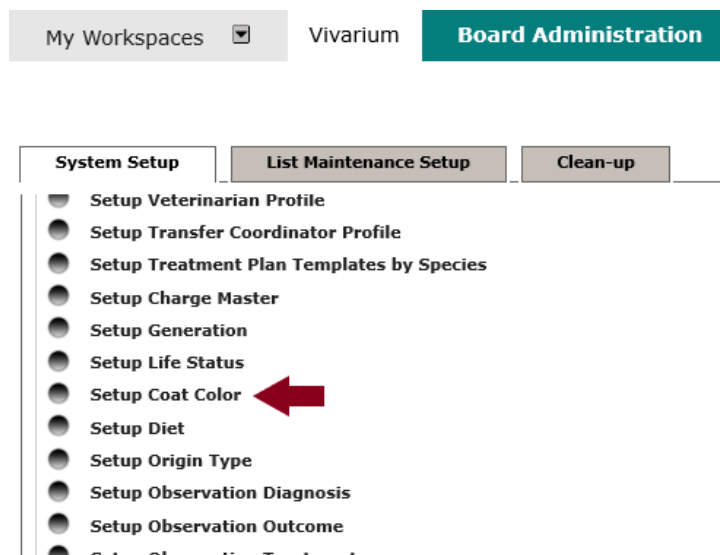 My Workspaces Vivarium Board Administration
System Setup List Maintenance Setup Clean-up
Setup Veterinarian Profile
Setup Transfer Coordinator Profile
Setup Treatment Plan Templates by Species
Setup Charge Master
Setup Generation
Setup Life Status
Setup Coat Color
Setup Diet
Setup Origin Type
Setup Observation Diagnosis
Setup Observation Outcome